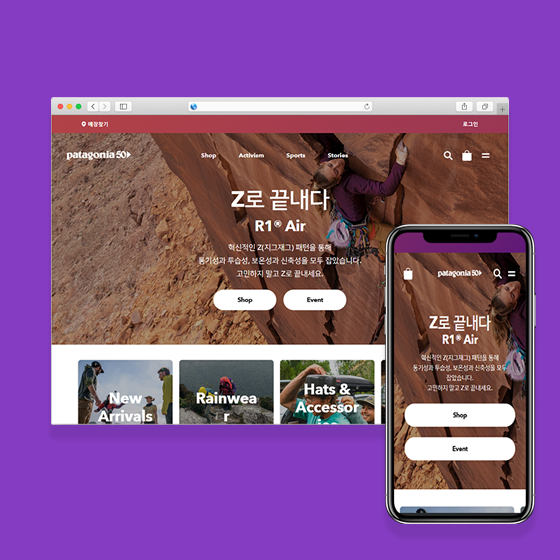 매장찾기
로그인
patagonia 50
Shop
Activism
Sports
Stories
Z로 끝내다
R1® Air
혁신적인 Z(지그재그) 패턴을 통해
통기성과 투습성, 보온성과 신축성을 모두 잡았습니다.
고민하지 말고 Z로 끝내세요.
Shop
Event
New
Arrivals
Rainwea
r
Hats &
Accessor
patagonia 50
Z로 끝내다
R1® Air
혁신적인 Z(지그재그) 패턴을 통해
통기성과 투습성, 보온성과 신축성을 모두
잡았습니다.
고민하지 말고 Z로 끝내세요.
Shop
Event